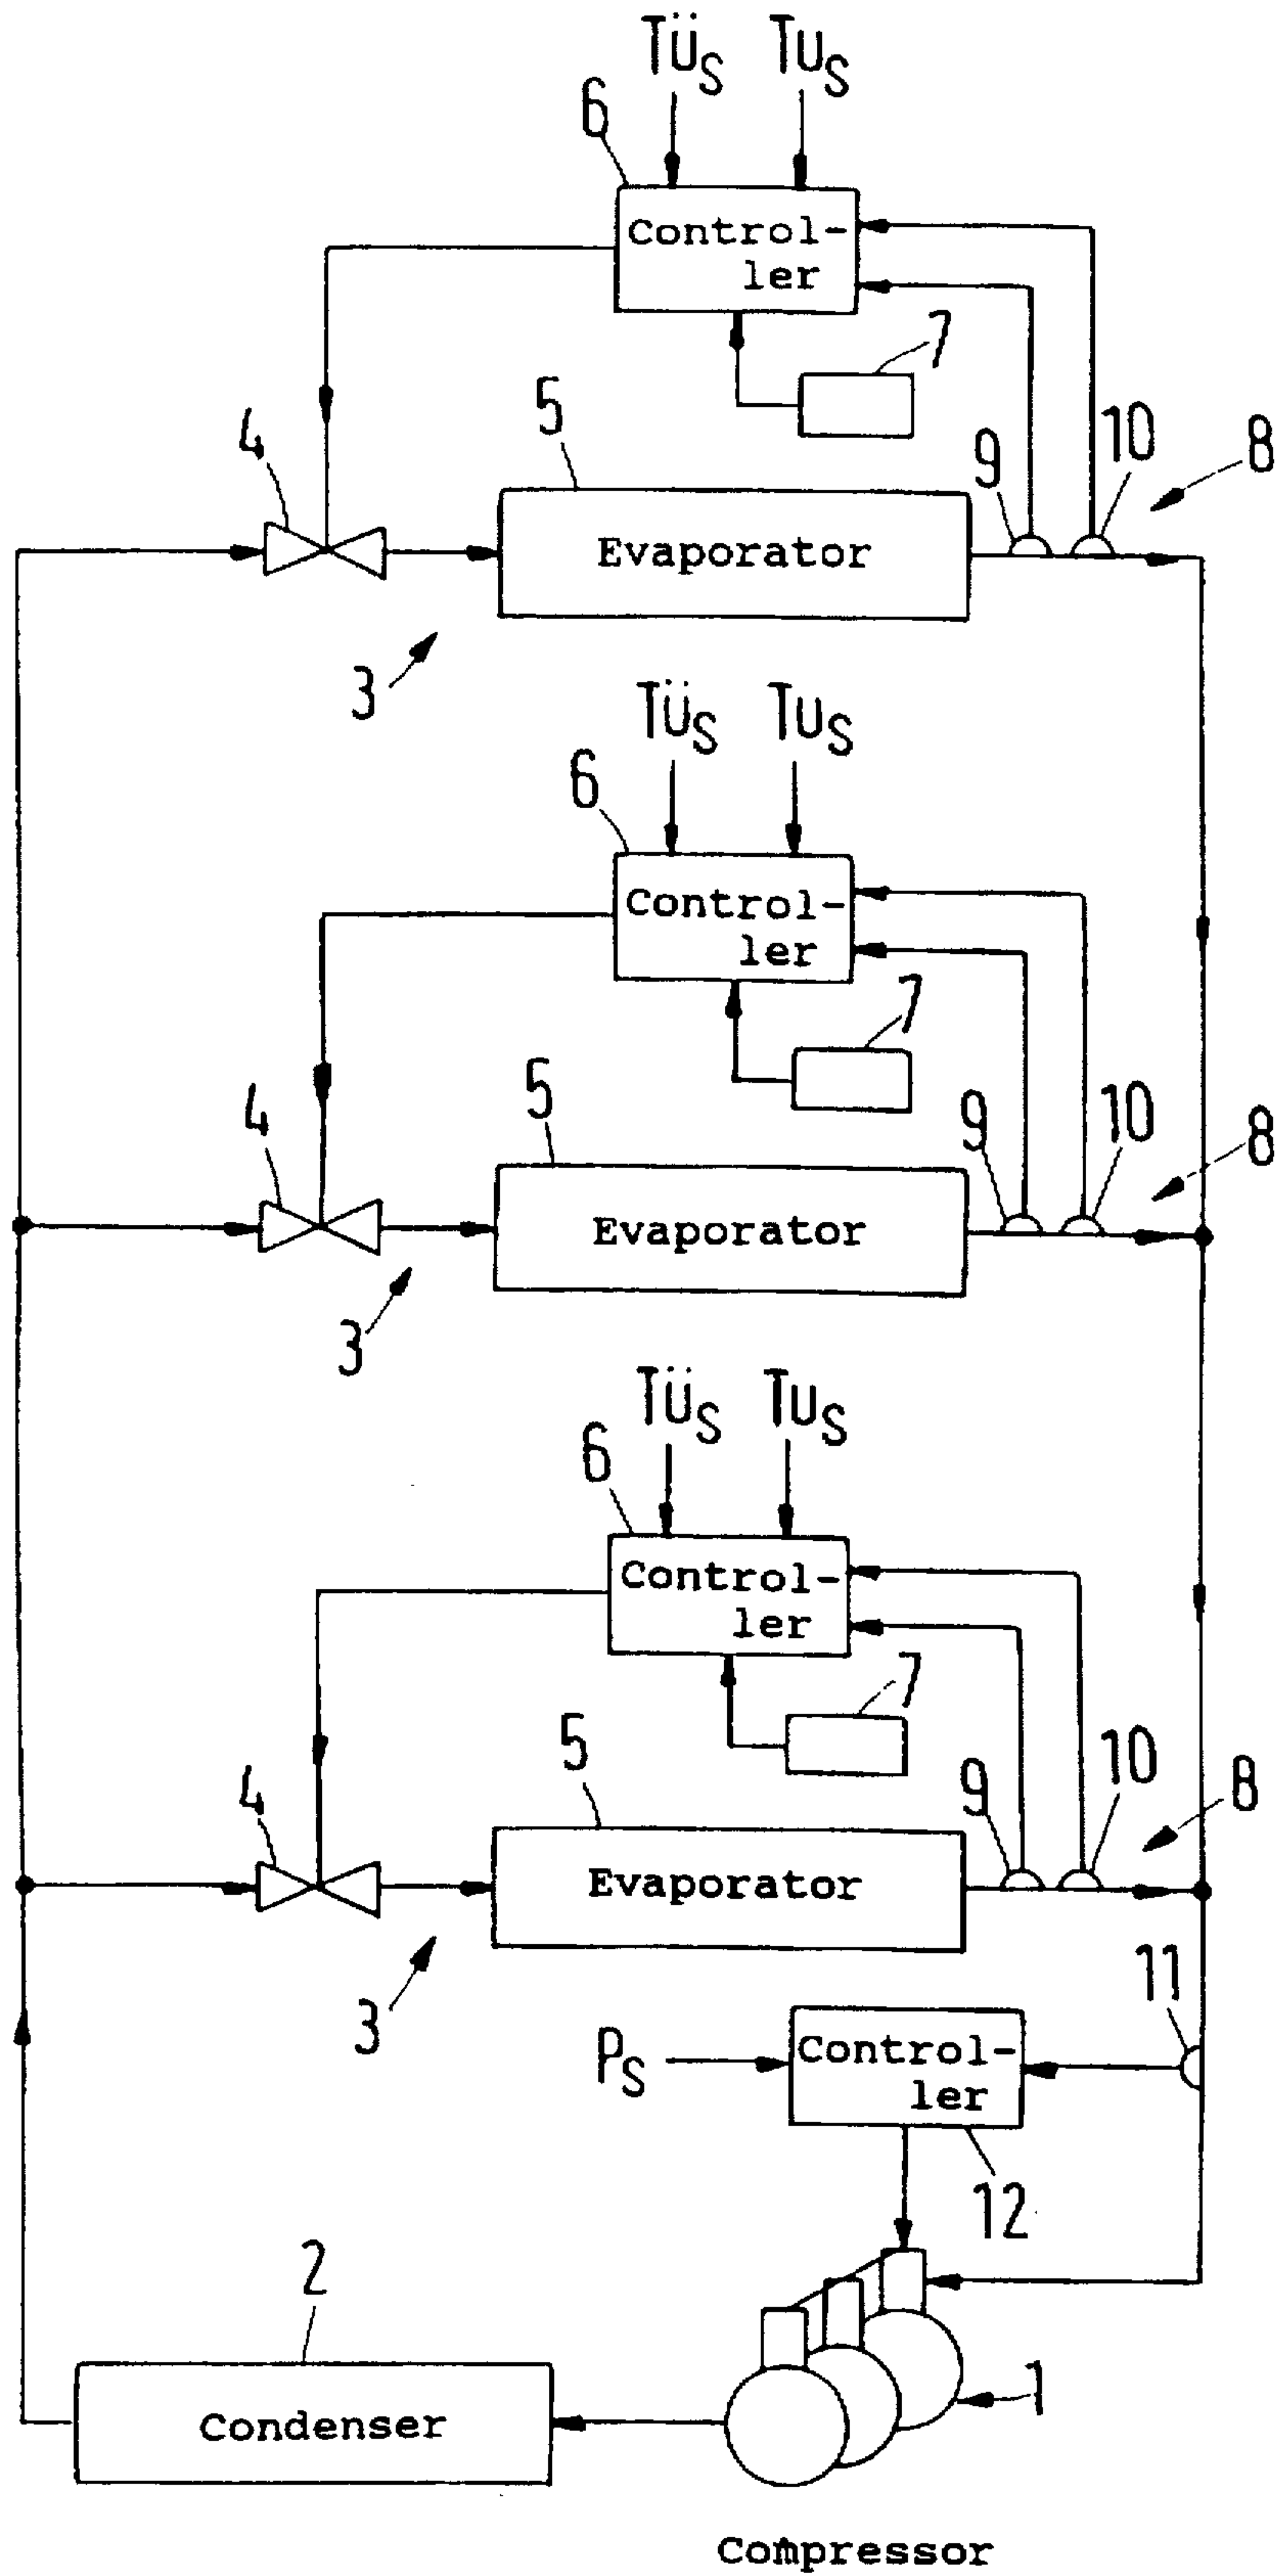 TüS TuS
6
Control-
ler
7
4
5
9
10
8
Evaporator
3
TüS TuS
6
Control-
ler
7
4
5
9
10
8
Evaporator
3
TüS TuS
6
Control-
ler
7
4
5
9
10
8
Evaporator
3
11
PS
Control-
ler
12
2
1
Condenser
Compressor